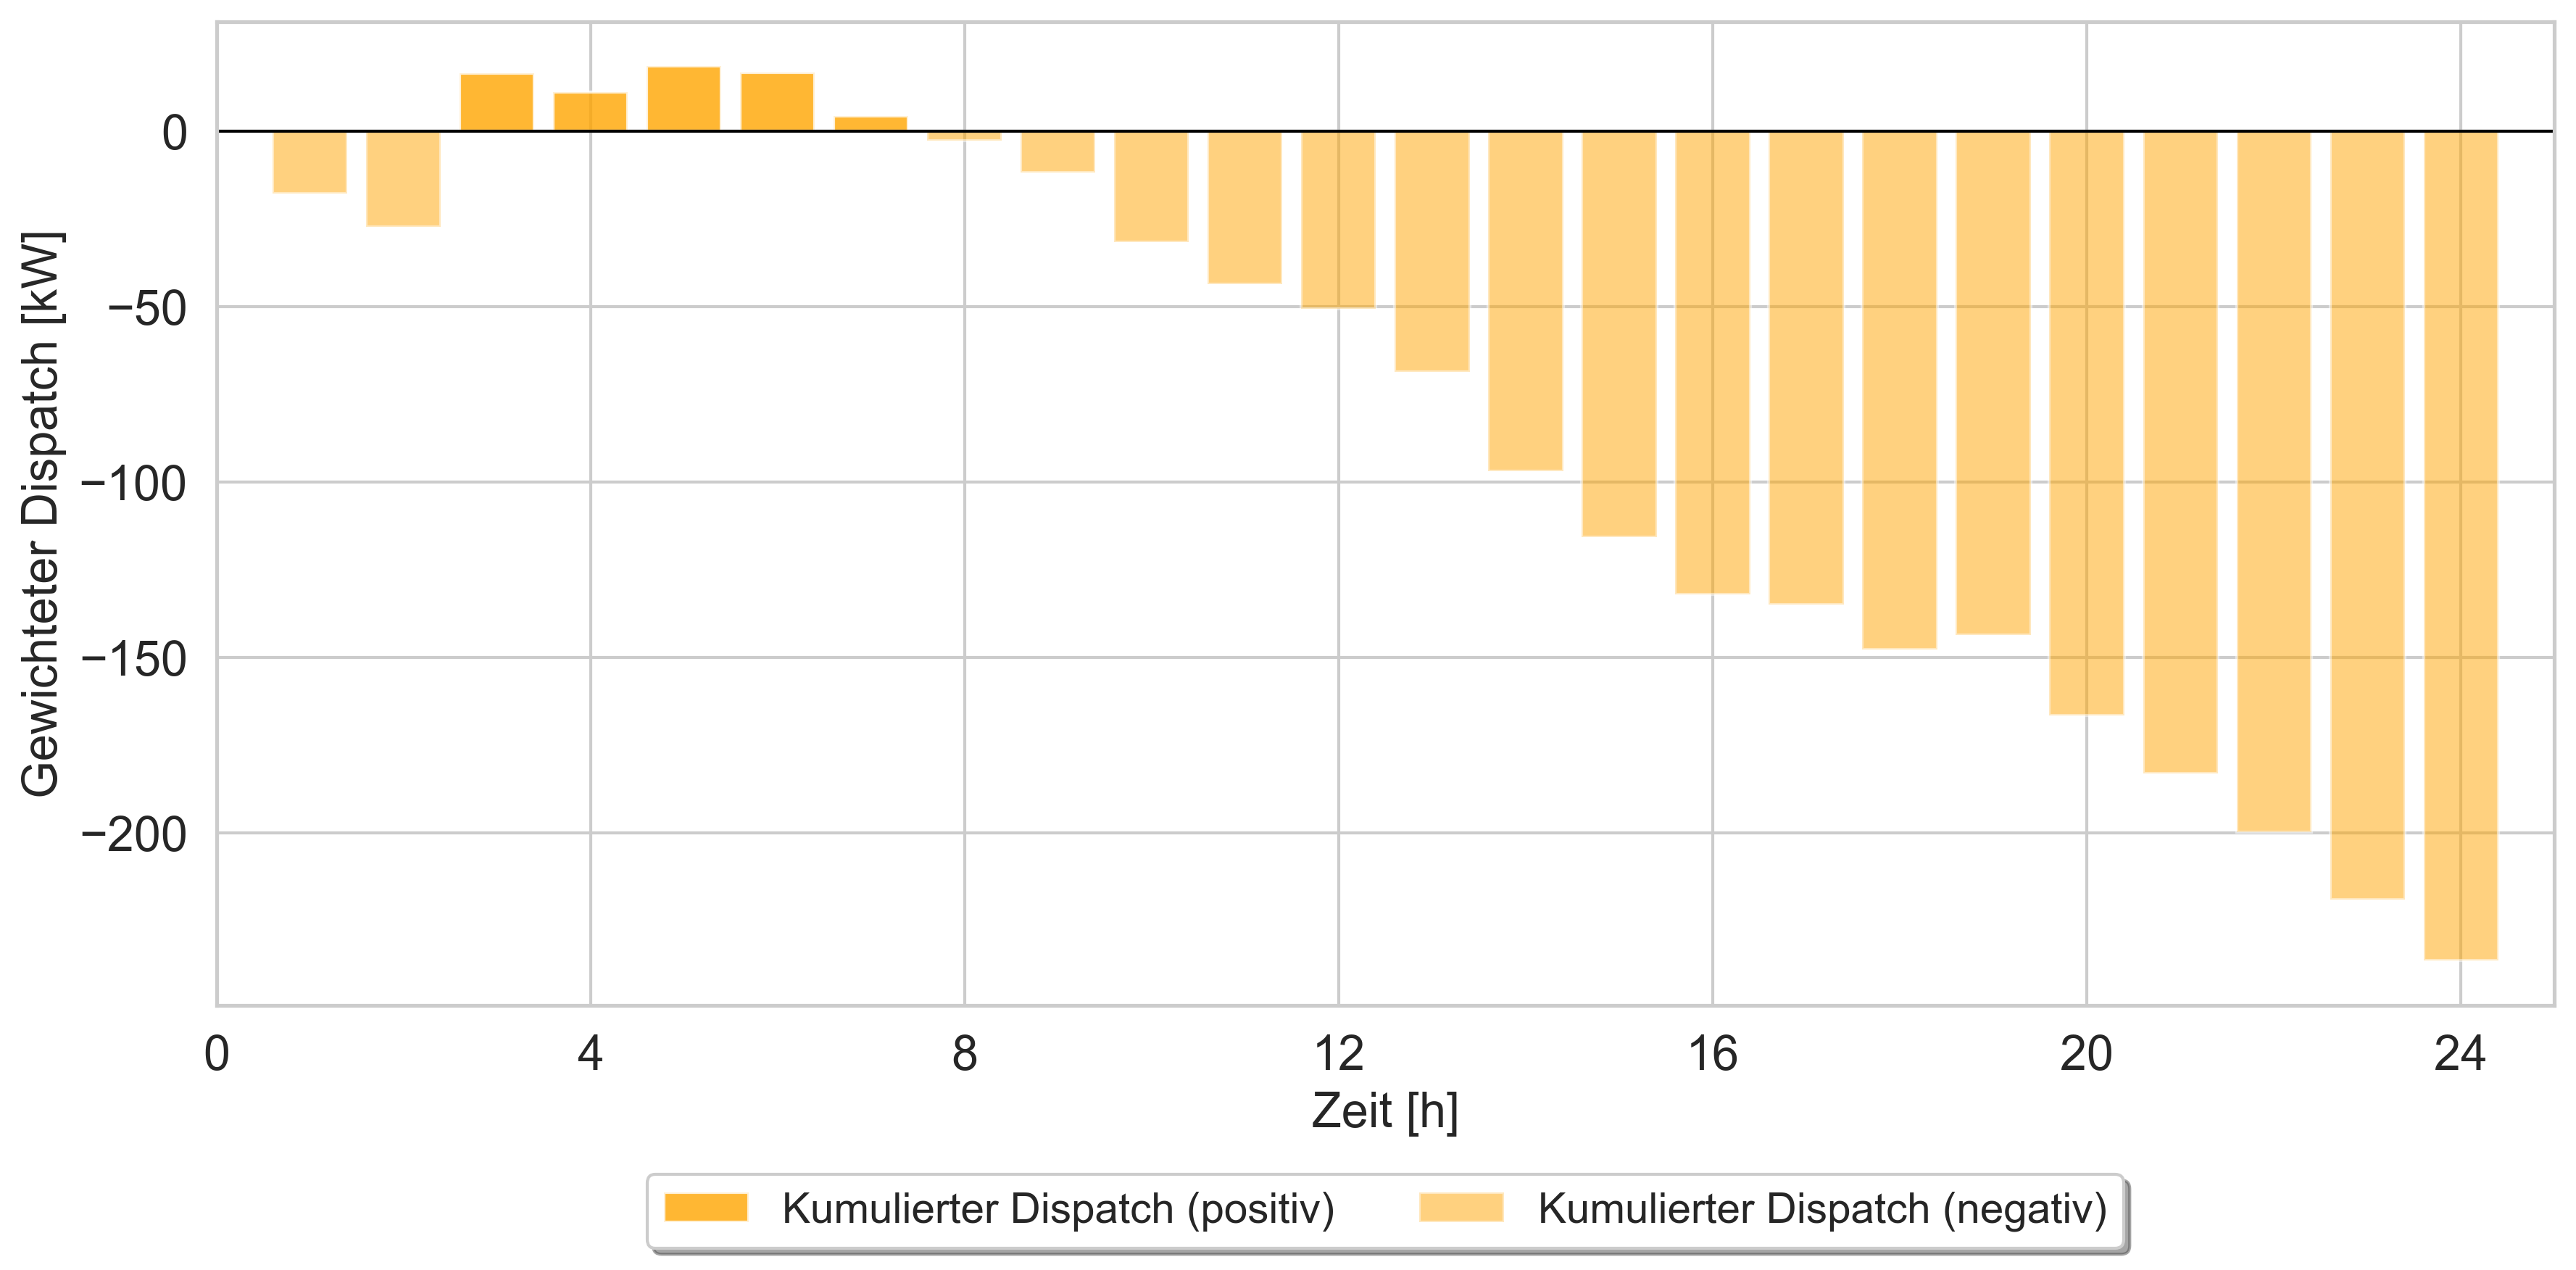 Gewichteter Dispatch [kW]
0
−50
−100
−150
−200
0 4 8 12 16 20 24
Zeit [h]
Kumulierter Dispatch (positiv) Kumulierter Dispatch (negativ)